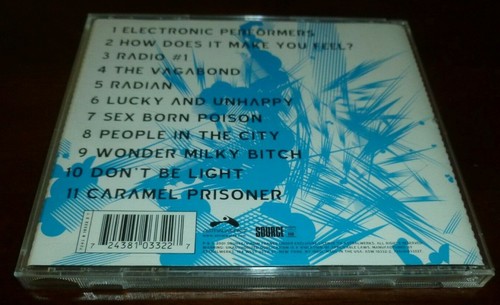 1 ELECTRONIC PERFORMERS
2 HOW DOES IT MAKE YOU FEEL?
3 RADIO #1
4 THE VAGABOND
5 RADIAN
6 LUCKY AND UNHAPPY
7 SEX BORN POISON
8 PEOPLE IN THE CITY
9 WONDER MILKY BITCH
10 DON'T BE LIGHT
11 CARAMEL PRISONER
SOURCE
7 24381 03322 7